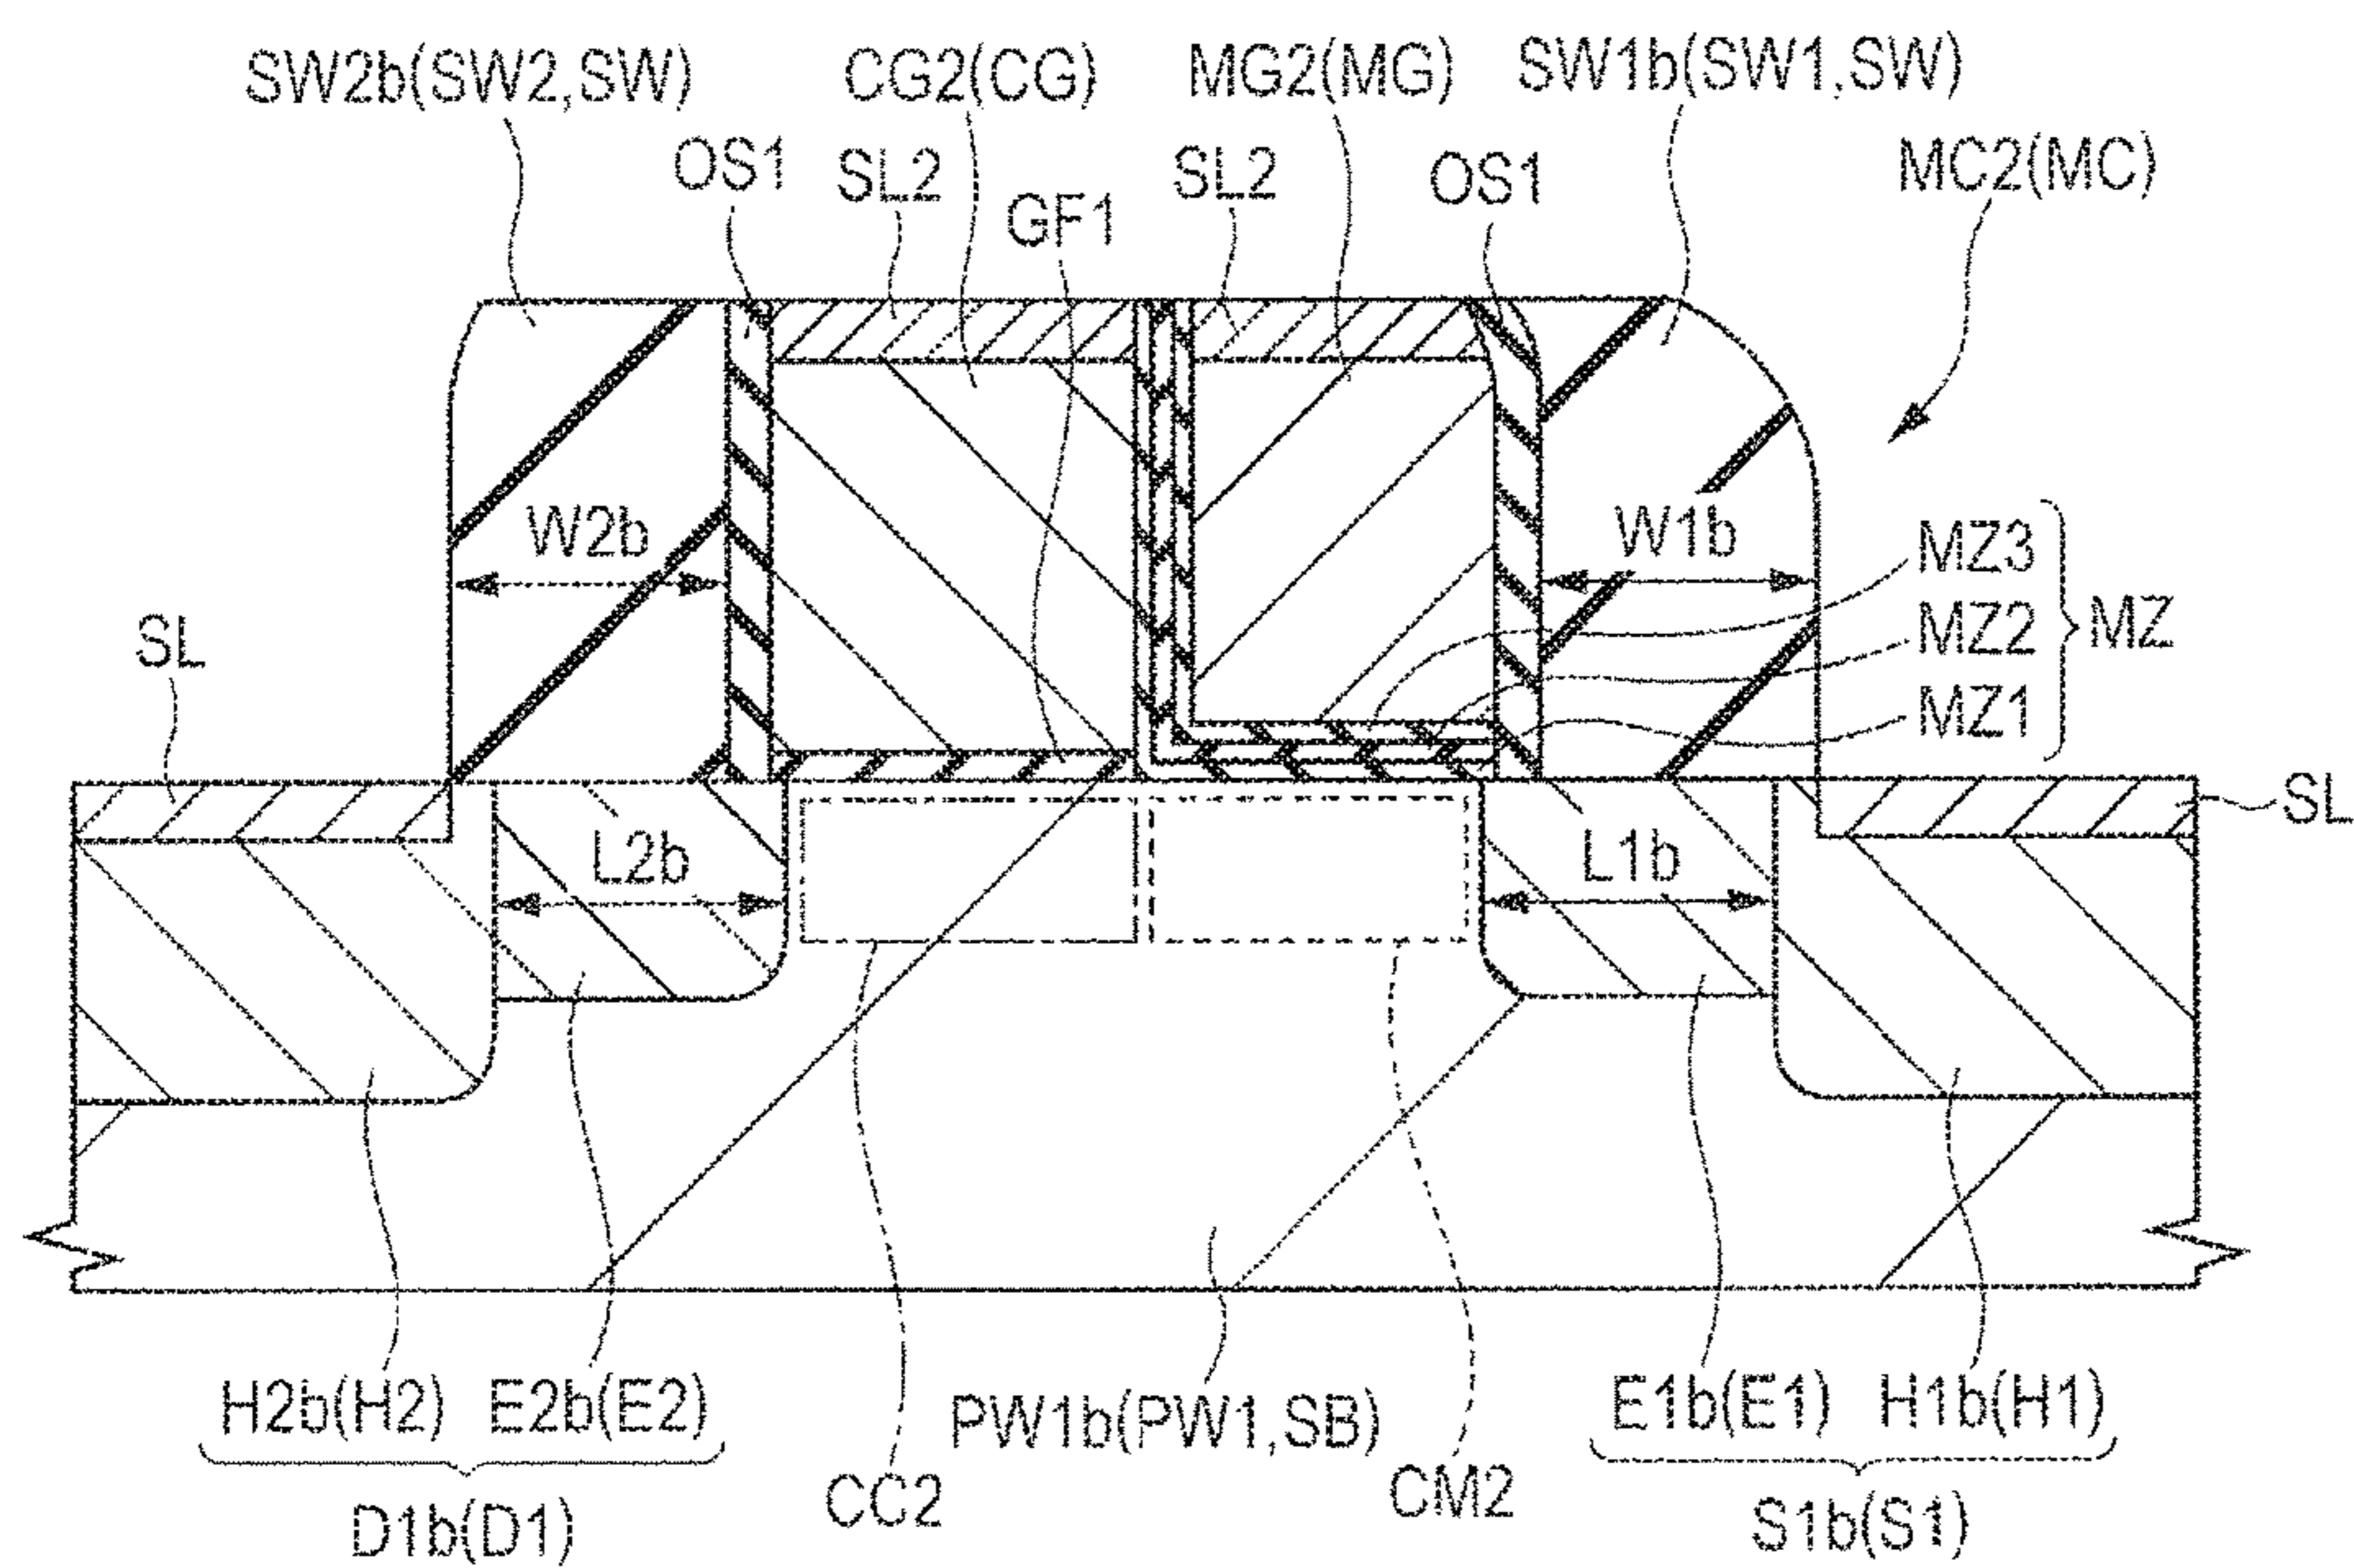 SW2b(SW2,SW) CG2(CG) MG2(MG) SW1b(SW1,SW)
OS1 SL2 GF1 SL2 OS1 MC2(MC)
W2b W1b MZ3
SL MZ2 MZ
MZ1
SL
L2b L1b
H2b(H2) E2b(E2) PW1b(PW1,SB) E1b(E1) H1b(H1)
CC2 CM2
D1b(D1) S1b(S1)